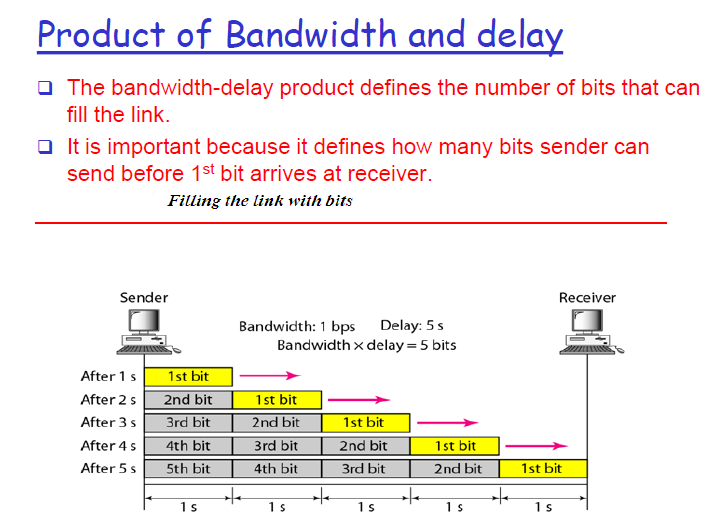 Product of Bandwidth and delay
The bandwidth-delay product defines the number of bits that can
fill the link.
It is important because it defines how many bits sender can
send before 1st bit arrives at receiver.
Filling the link with bits
Sender
Receiver
Bandwidth: 1 bps Delay: 5 s
Bandwidth × delay = 5 bits
After 1 s 1st bit
After 2 s 2nd bit 1st bit
After 3 s 3rd bit 2nd bit 1st bit
After 4 s 4th bit 3rd bit 2nd bit 1st bit
After 5 s 5th bit 4th bit 3rd bit 2nd bit 1st bit
1 s 1 s 1 s 1 s 1 s